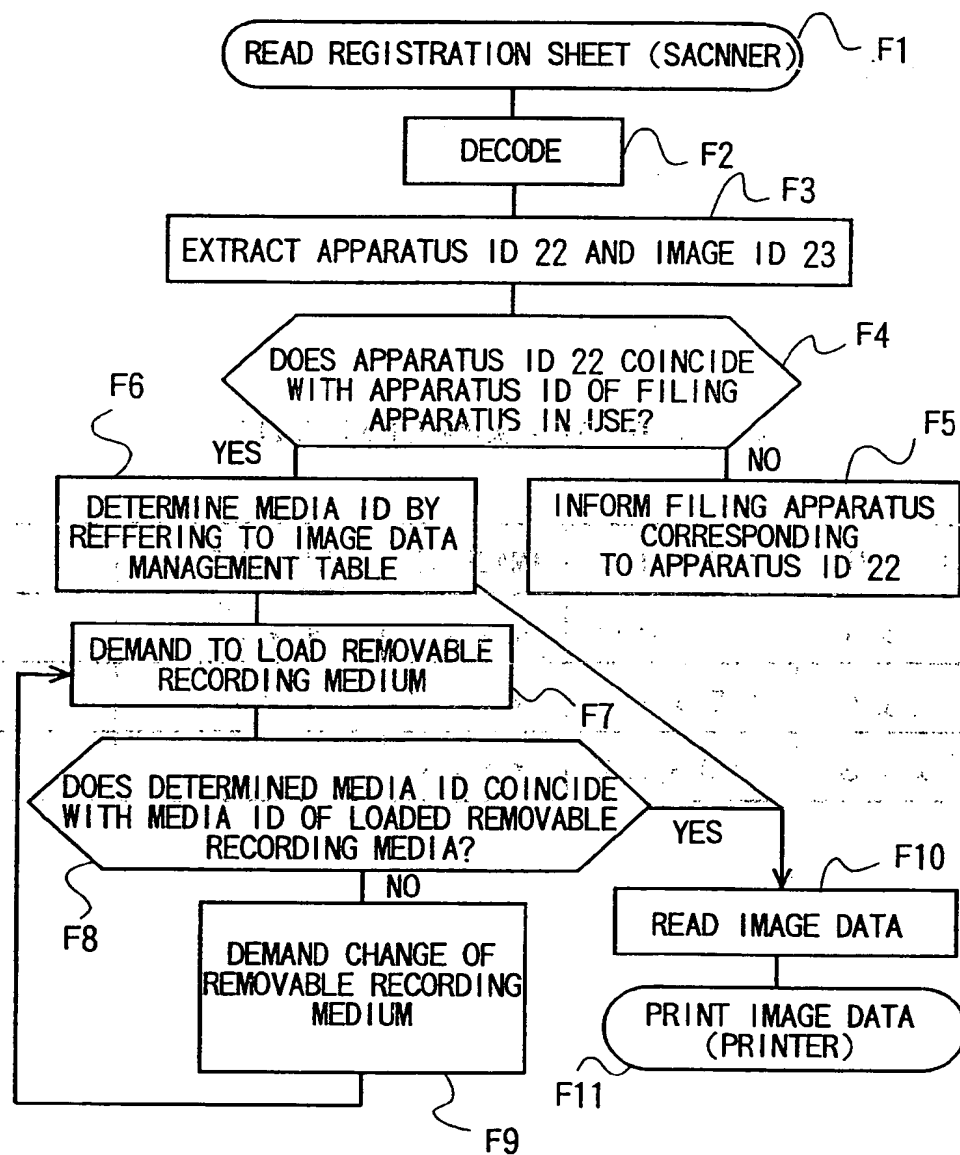 READ REGISTRATION SHEET (SACNNER)
F1
DECODE
F2
F3
EXTRACT APPARATUS ID 22 AND IMAGE ID 23
F4
DOES APPARATUS ID 22 COINCIDE
WITH APPARATUS ID OF FILING
APPARATUS IN USE?
F6
YES
F5
NO
DETERMINE MEDIA ID BY
REFFERING TO IMAGE DATA
MANAGEMENT TABLE
INFORM FILING APPARATUS
CORRESPONDING
TO APPARATUS ID 22
DEMAND TO LOAD REMOVABLE
RECORDING MEDIUM
F7
DOES DETERMINED MEDIA ID COINCIDE
WITH MEDIA ID OF LOADED REMOVABLE
RECORDING MEDIA?
YES
F8
NO
F10
READ IMAGE DATA
DEMAND CHANGE OF
REMOVABLE RECORDING
MEDIUM
PRINT IMAGE DATA
(PRINTER)
F11
F9